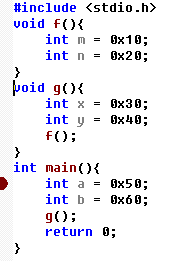 #include <stdio.h>
void f(){
int m = 0x10;
int n = 0x20;
}
void g(){
int x = 0x30;
int y = 0x40;
f();
}
int main(){
int a = 0x50;
int b = 0x60;
g();
return 0;
}